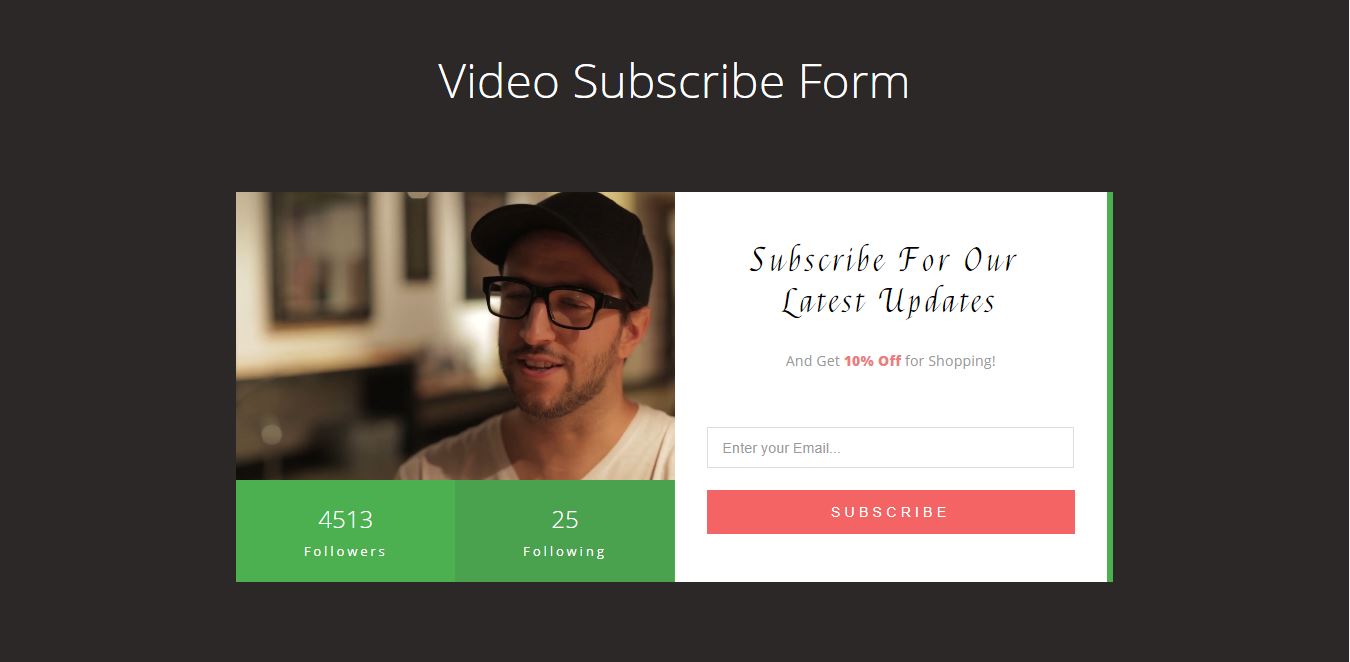 Video Subscribe Form
Subscribe For Our
Latest Updates
And Get 10% Off for Shopping!
Enter your Email...
SUBSCRIBE
4513
Followers
25
Following